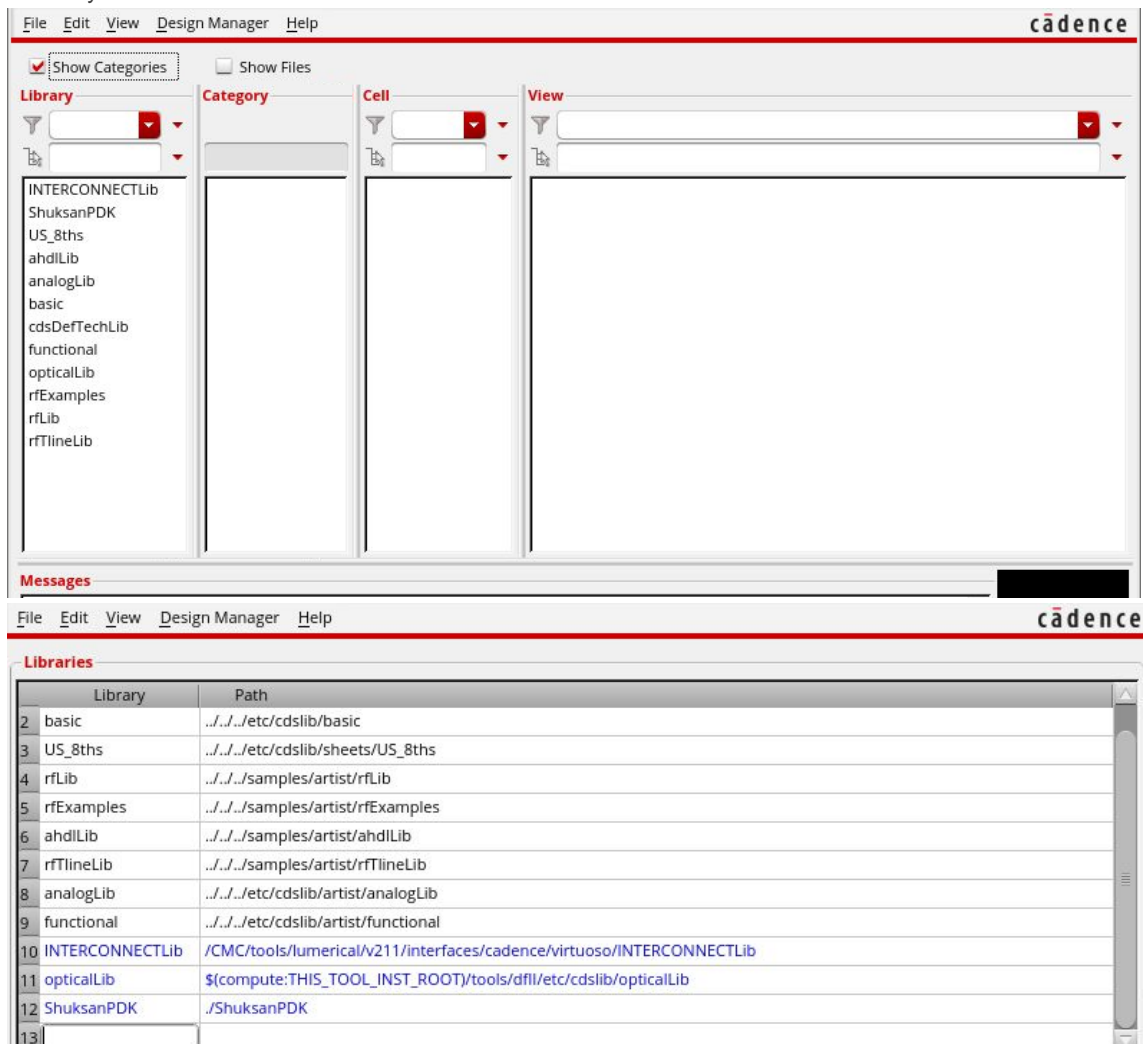 File Edit View Design Manager Help cādence
Show Categories Show Files
Library Category Cell View
INTERCONNECTLib
ShuksanPDK
US_8ths
ahdlLib
analogLib
basic
cdsDefTechLib
functional
opticalLib
rfExamples
rfLib
rfTlineLib
Messages
File Edit View Design Manager Help cādence
Libraries
Library Path
2 basic ../../../etc/cdslib/basic
3 US_8ths ../../../etc/cdslib/sheets/US_8ths
4 rfLib ../../../samples/artist/rfLib
5 rfExamples ../../../samples/artist/rfExamples
6 ahdlLib ../../../samples/artist/ahdlLib
7 rfTlineLib ../../../samples/artist/rfTlineLib
8 analogLib ../../../etc/cdslib/artist/analogLib
9 functional ../../../etc/cdslib/artist/functional
10 INTERCONNECTLib /CMC/tools/lumerical/v211/interfaces/cadence/virtuoso/INTERCONNECTLib
11 opticalLib $(compute:THIS_TOOL_INST_ROOT)/tools/dfII/etc/cdslib/opticalLib
12 ShuksanPDK ./ShuksanPDK
13